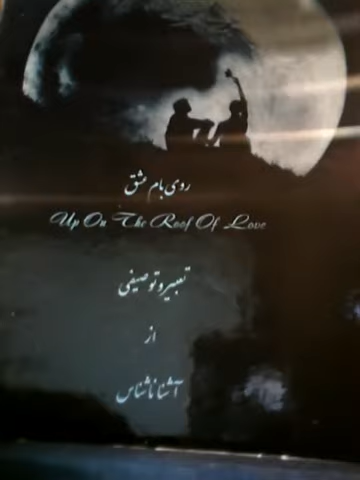 روی بام عشق
Up On The Roof Of Love
تعبیر و توصیفی
از
آشنا ناشناس